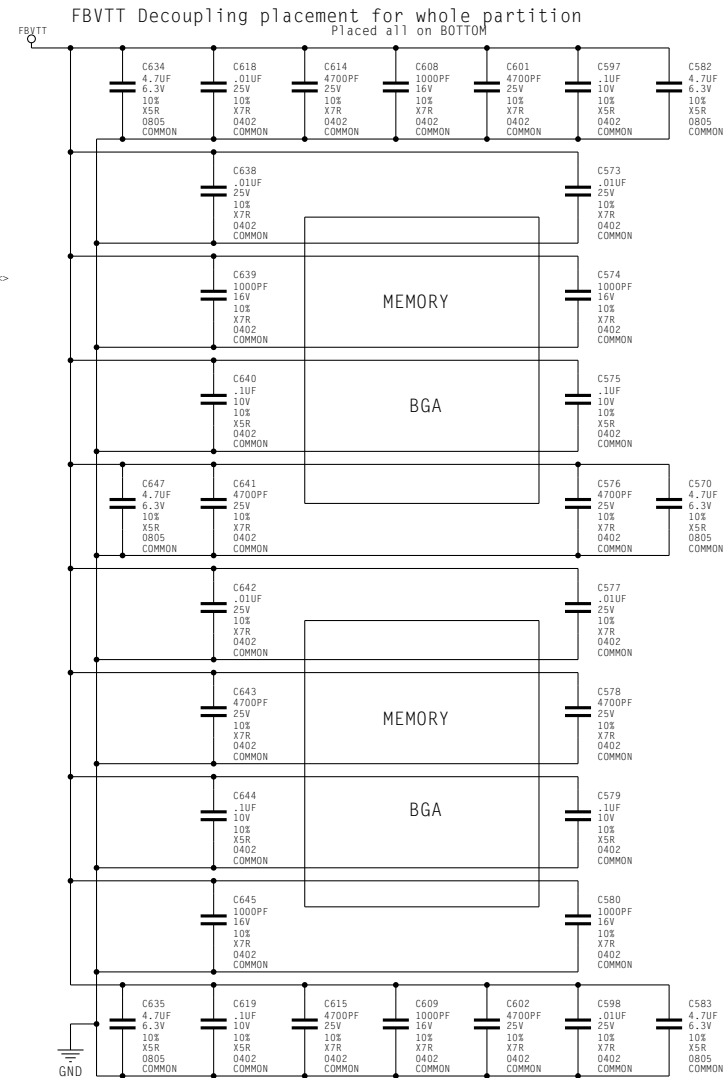 FBVTT Decoupling placement for whole partition
Placed all on BOTTOM
FBVTT
C634
4.7UF
6.3V
10%
X5R
0805
COMMON
C618
.01UF
25V
10%
X7R
0402
COMMON
C614
4700PF
25V
10%
X7R
0402
COMMON
C608
1000PF
16V
10%
X7R
0402
COMMON
C601
4700PF
25V
10%
X7R
0402
COMMON
C597
.1UF
10V
10%
X5R
0402
COMMON
C582
4.7UF
6.3V
10%
X5R
0805
COMMON
C638
.01UF
25V
10%
X7R
0402
COMMON
C573
.01UF
25V
10%
X7R
0402
COMMON
C639
1000PF
16V
10%
X7R
0402
COMMON
MEMORY
C574
1000PF
16V
10%
X7R
0402
COMMON
C640
.1UF
10V
10%
X5R
0402
COMMON
BGA
C575
.1UF
10V
10%
X5R
0402
COMMON
C647
4.7UF
6.3V
10%
X5R
0805
COMMON
C641
4700PF
25V
10%
X7R
0402
COMMON
C576
4700PF
25V
10%
X7R
0402
COMMON
C570
4.7UF
6.3V
10%
X5R
0805
COMMON
C642
.01UF
25V
10%
X7R
0402
COMMON
C577
.01UF
25V
10%
X7R
0402
COMMON
C643
4700PF
25V
10%
X7R
0402
COMMON
MEMORY
C578
4700PF
25V
10%
X7R
0402
COMMON
C644
.1UF
10V
10%
X5R
0402
COMMON
BGA
C579
.1UF
10V
10%
X5R
0402
COMMON
C645
1000PF
16V
10%
X7R
0402
COMMON
C580
1000PF
16V
10%
X7R
0402
COMMON
C635
4.7UF
6.3V
10%
X5R
0805
COMMON
C619
.1UF
10V
10%
X5R
0402
COMMON
C615
4700PF
25V
10%
X7R
0402
COMMON
C609
1000PF
16V
10%
X7R
0402
COMMON
C602
4700PF
25V
10%
X7R
0402
COMMON
C598
.01UF
25V
10%
X7R
0402
COMMON
C583
4.7UF
6.3V
10%
X5R
0805
COMMON
GND